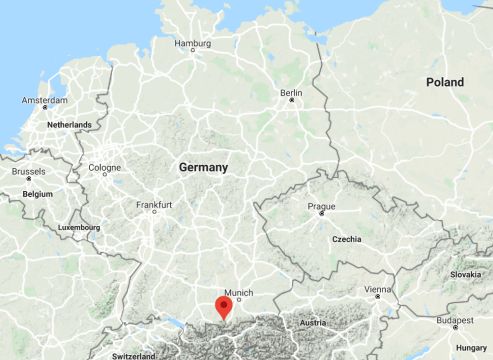 Hamburg
Berlin
Poland
Amsterdam
Netherlands
Cologne
Germany
Brussels
Belgium
Frankfurt
Prague
Luxembourg
Czechia
Slovakia
Munich
Vienna
Austria
Budapest
Switzerland
Hungary